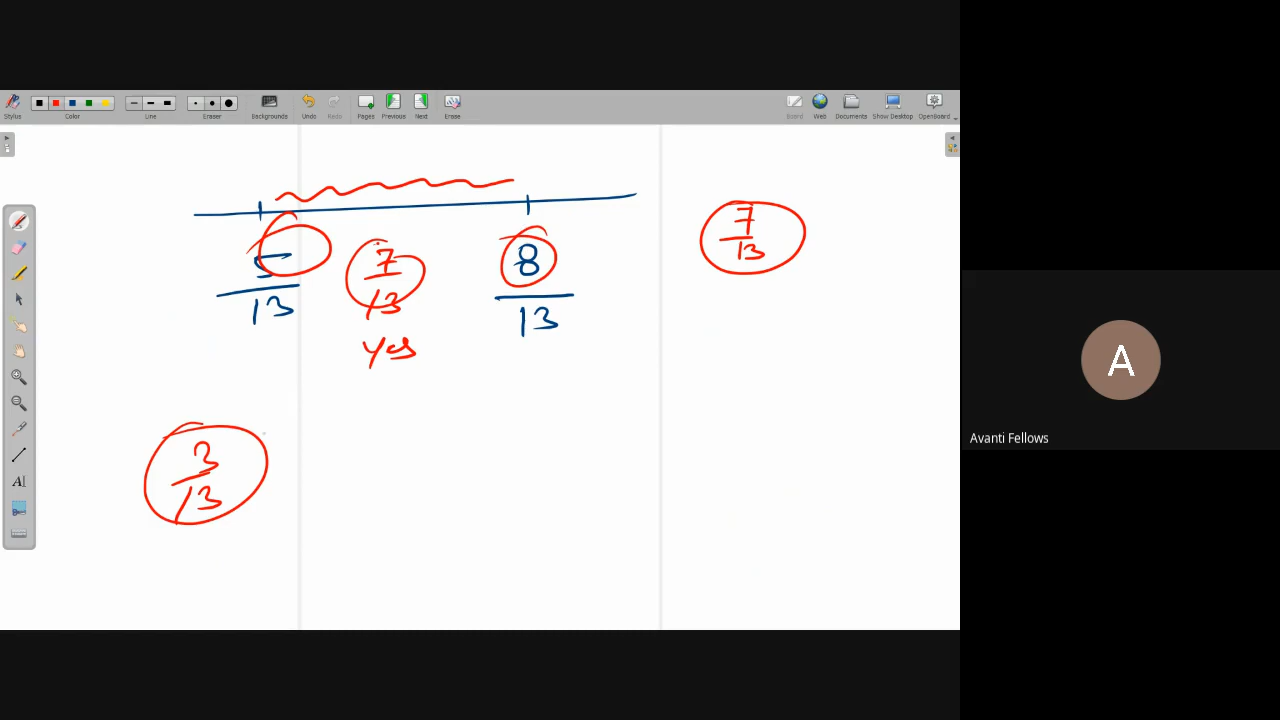 Stylus
Color
Line
Eraser
Backgrounds
Undo
Redo
Pages
Previous
Next
Erase
Board
Web
Documents
Show Desktop
OpenBoard
5
13
7
13
yes
8
13
7
13
3
13
A
Avanti Fellows